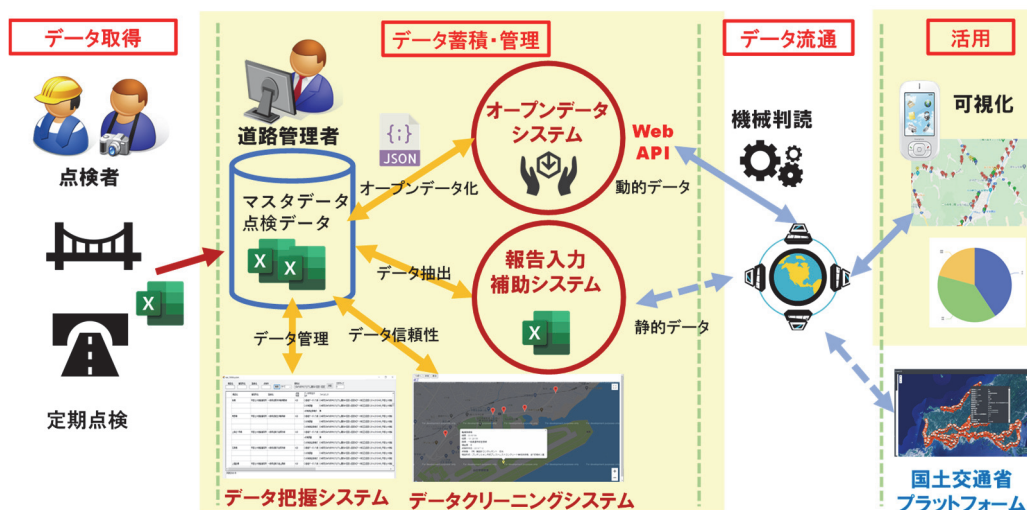 データ取得
データ蓄積・管理
データ流通
活用
点検者
定期点検
道路管理者
{;}
JSON
オープンデータ化
マスタデータ
点検データ
X
X
X
データ抽出
データ管理
データ信頼性
オープンデータ
システム
Web
API
動的データ
報告入力
補助システム
X
静的データ
データ把握システム
データクリーニングシステム
機械判読
可視化
国土交通省
プラットフォーム